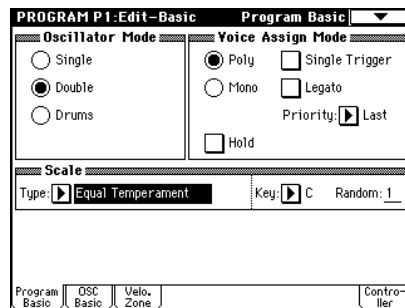 PROGRAM P1:Edit-Basic Program Basic
Oscillator Mode
Single
Double
Drums
Voice Assign Mode
Poly Single Trigger
Mono Legato
Priority: Last
Hold
Scale
Type: Equal Temperament Key: C Random: 1
Program Basic
OSC Basic
Velo. Zone
Contro-
ller